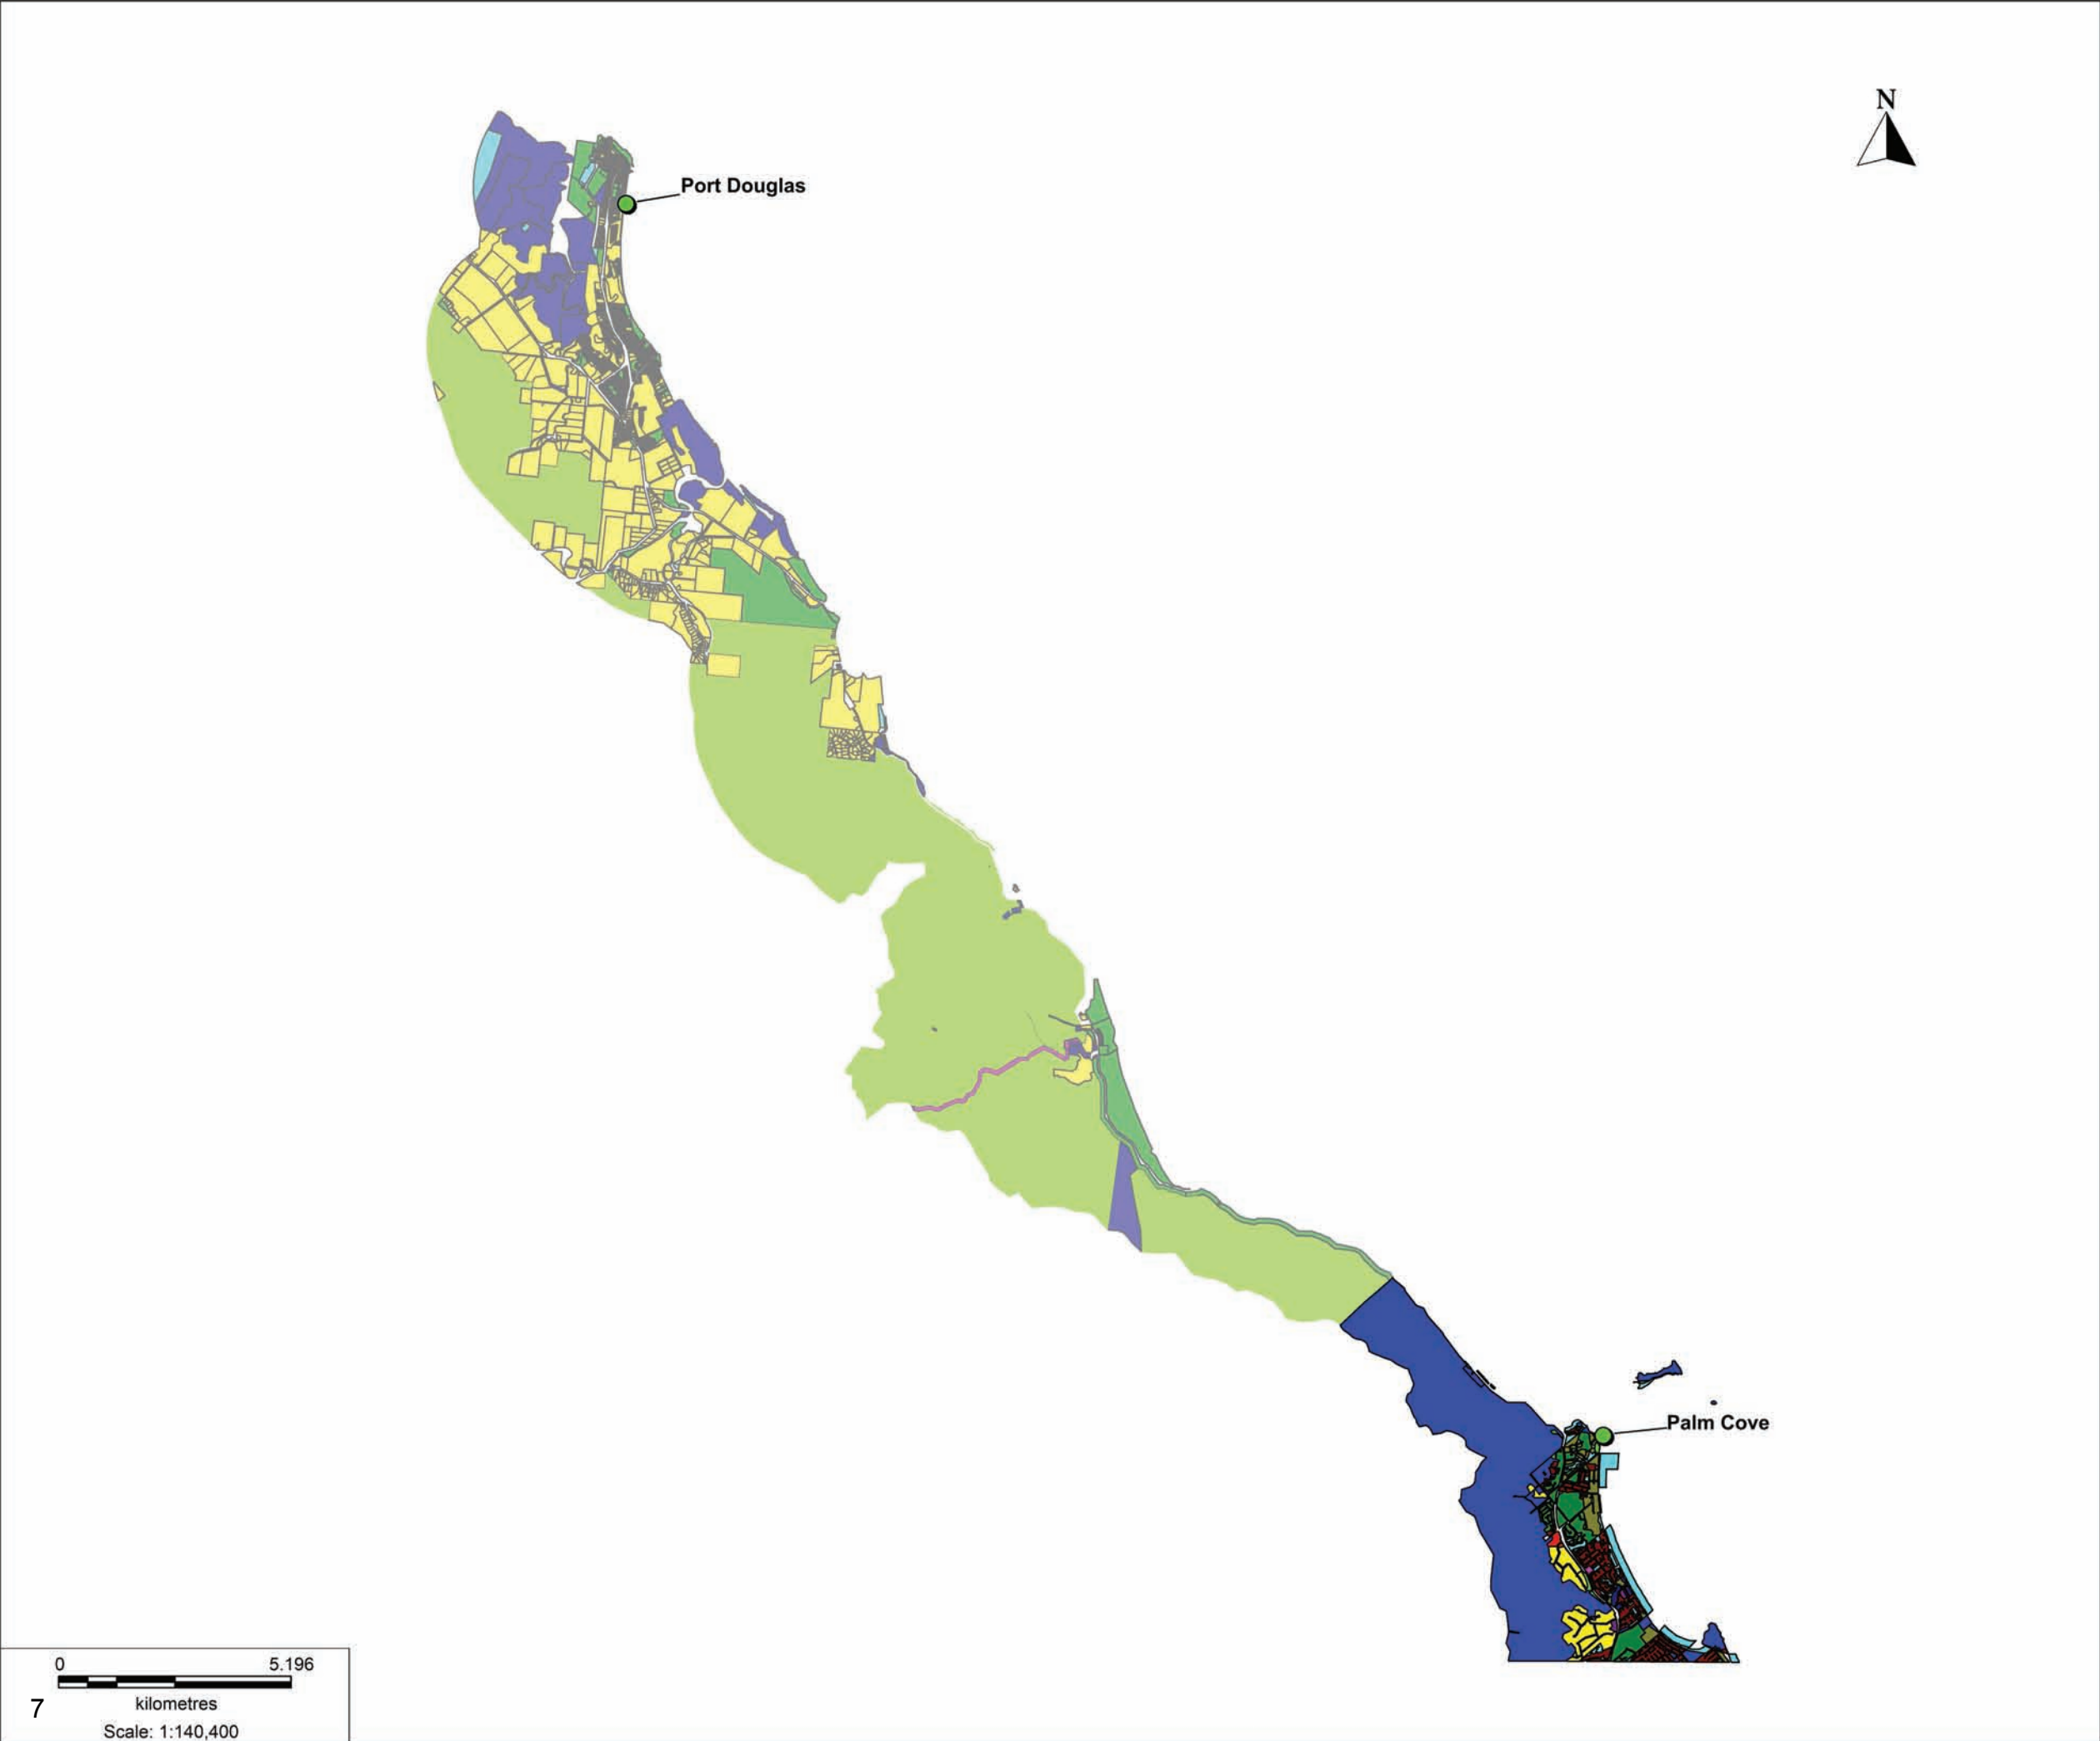 N
Port Douglas
Palm Cove
0 5.196
kilometres
7
Scale: 1:140,400